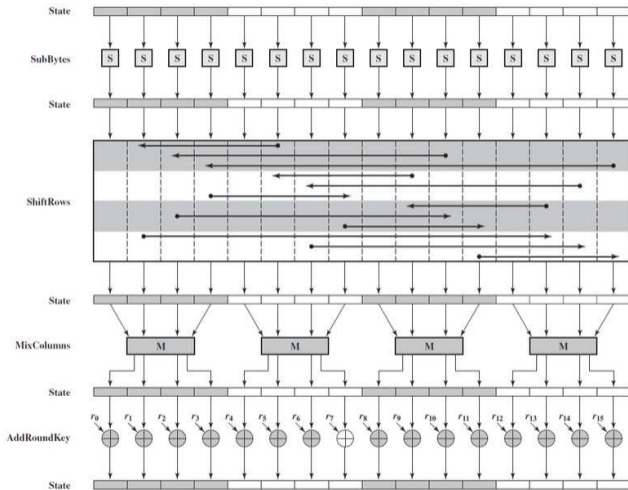 State
SubBytes S S S S S S S S S S S S S S S S
State
ShiftRows
State
MixColumns M M M M
State
r0 r1 r2 r3 r4 r5 r6 r7 r8 r9 r10 r11 r12 r13 r14 r15
AddRoundKey
State